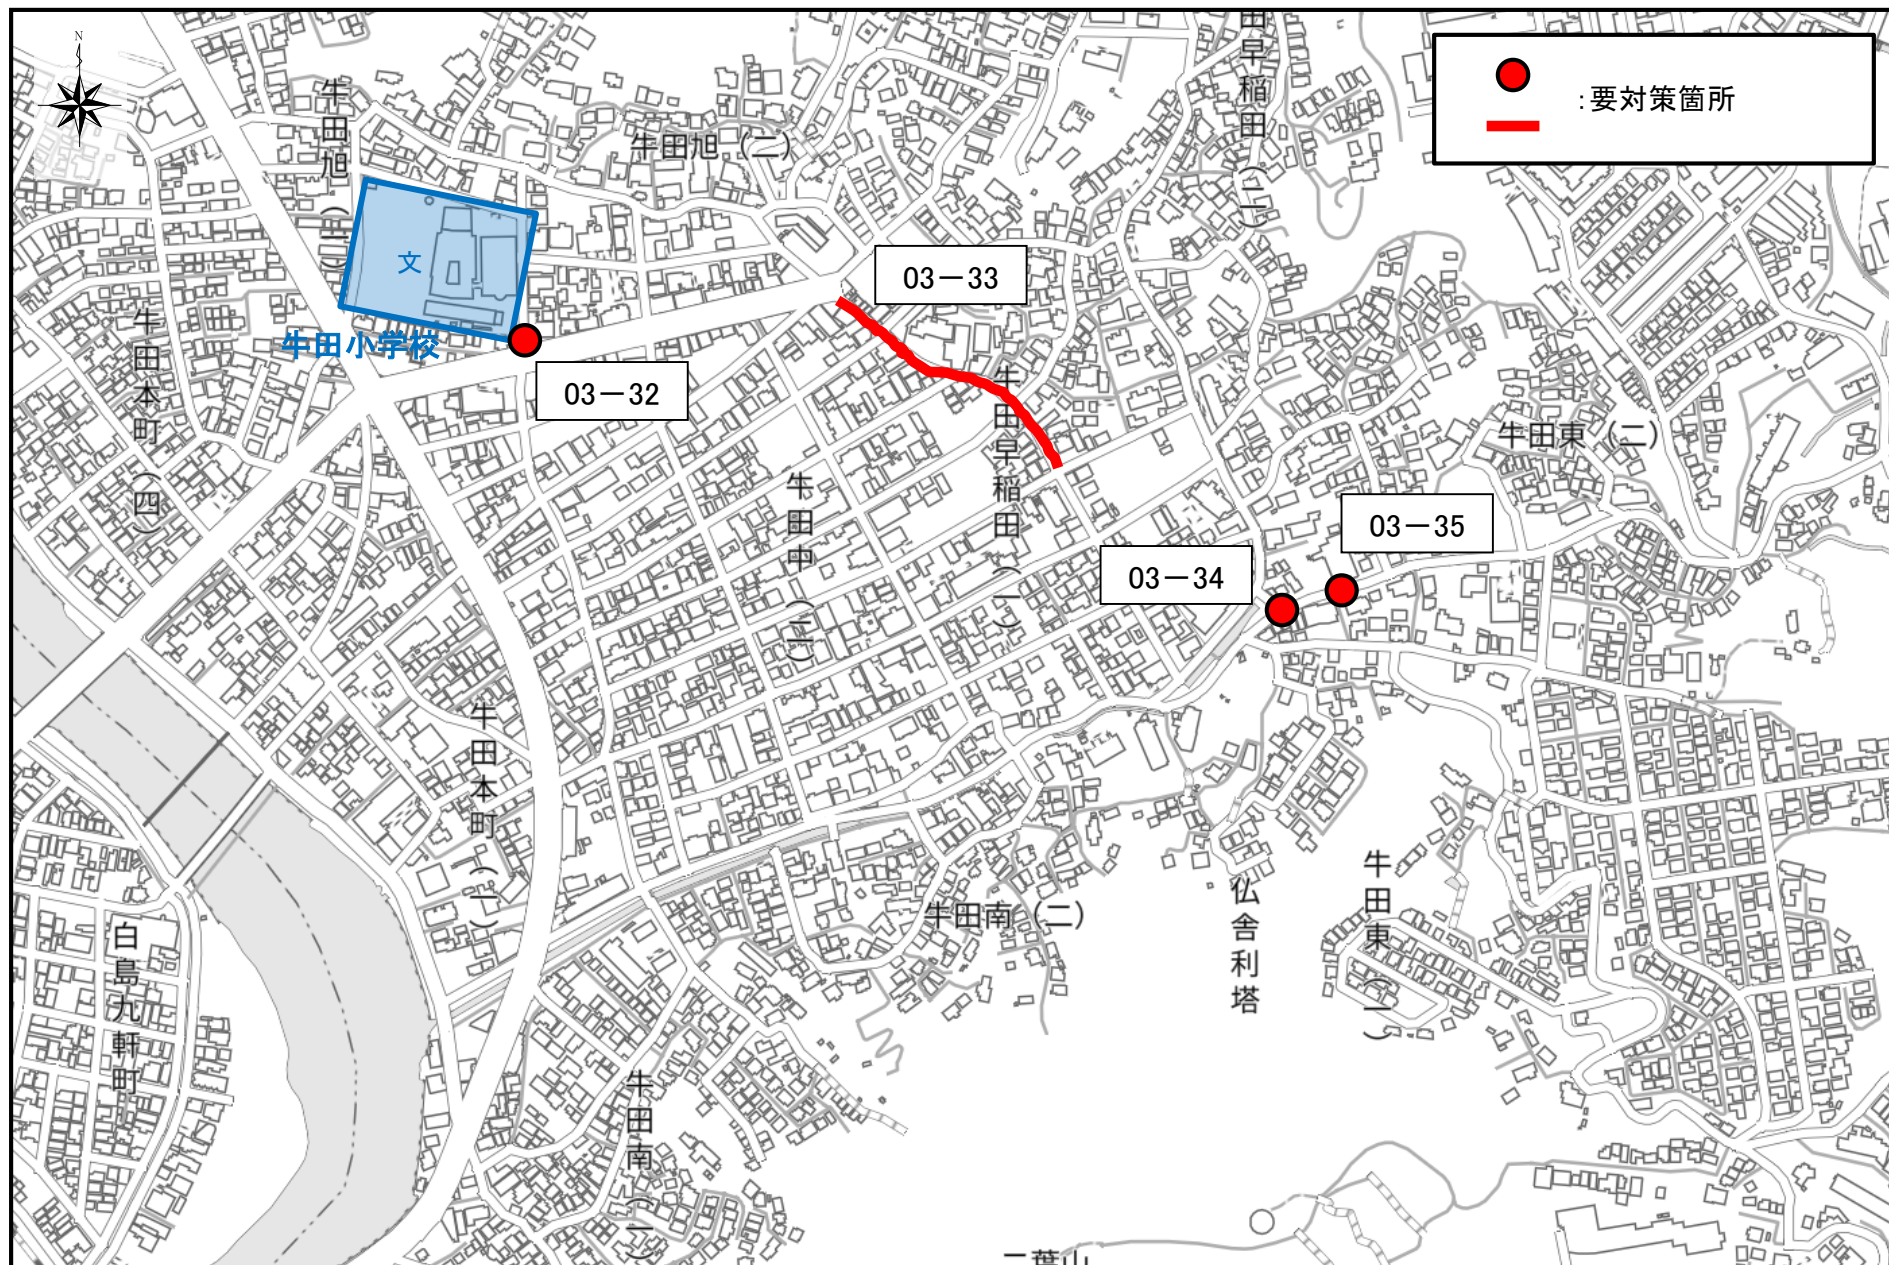 N
:要対策箇所
牛田旭(一)
牛田旭(二)
田早稲田(二)
文
牛田小学校
03-33
03-32
牛田本町(四)
牛田早稲田(一)
牛田東(二)
牛田中(二)
03-35
03-34
牛田本町(一)
牛田南(二)
仏舎利塔
牛田東(一)
白島九軒町
牛田南(一)
二葉山